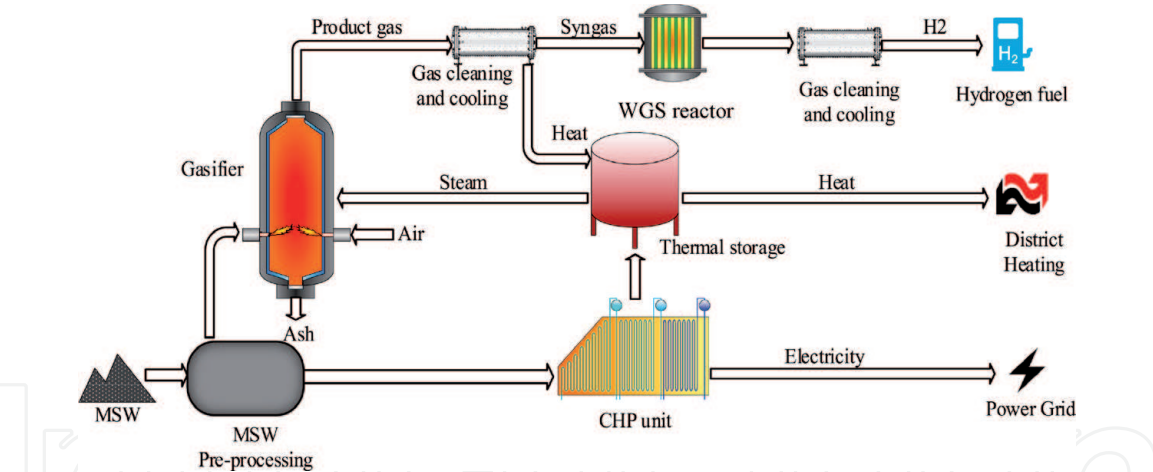 Product gas
Syngas
H2
H₂
Gas cleaning
and cooling
WGS reactor
Gas cleaning
and cooling
Hydrogen fuel
Heat
Gasifier
Steam
Heat
Air
Thermal storage
District
Heating
Ash
Electricity
MSW
CHP unit
Power Grid
MSW
Pre-processing